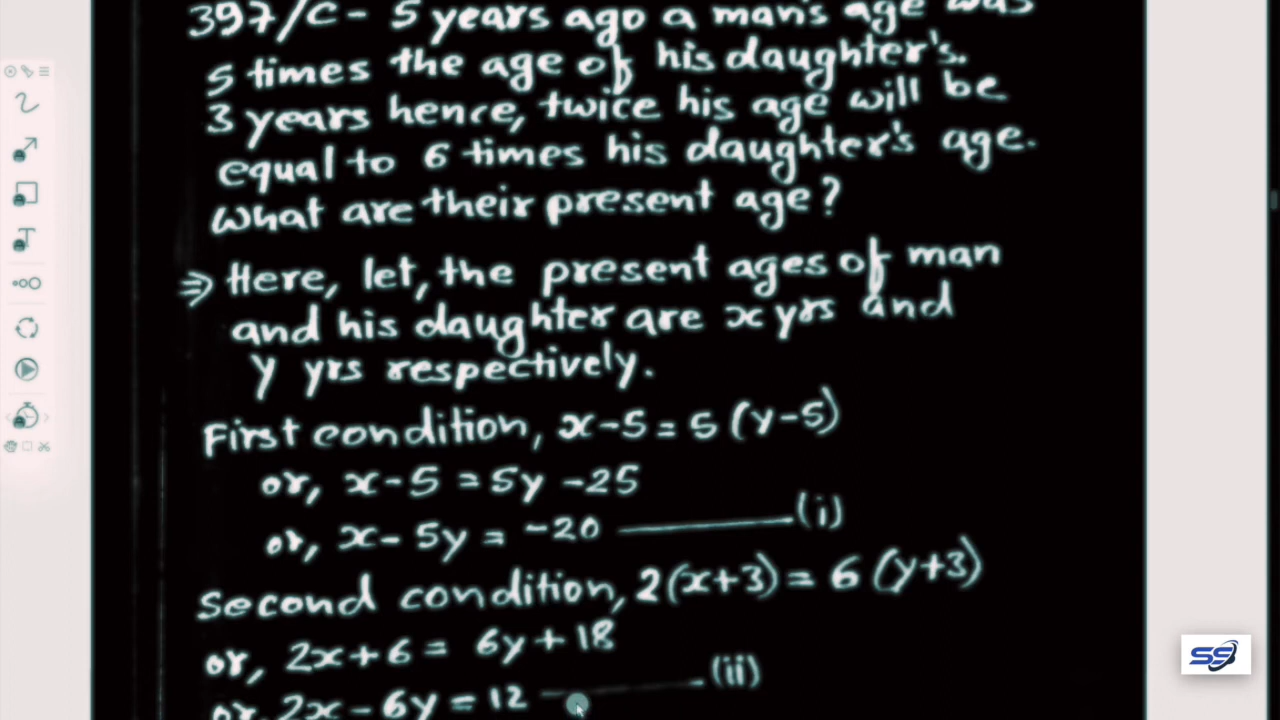 397/C- 5 years ago a man's age was
5 times the age of his daughter's.
3 years hence, twice his age will be
equal to 6 times his daughter's age.
What are their present age?
⇒ Here, let, the present ages of man
and his daughter are x yrs and
y yrs respectively.
First condition, x-5 = 5 (y-5)
or, x-5 = 5y -25
or, x- 5y = -20 ———(i)
Second condition, 2(x+3) = 6 (y+3)
or, 2x+6 = 6y+18
or, 2x-6y = 12 ———(ii)
SS